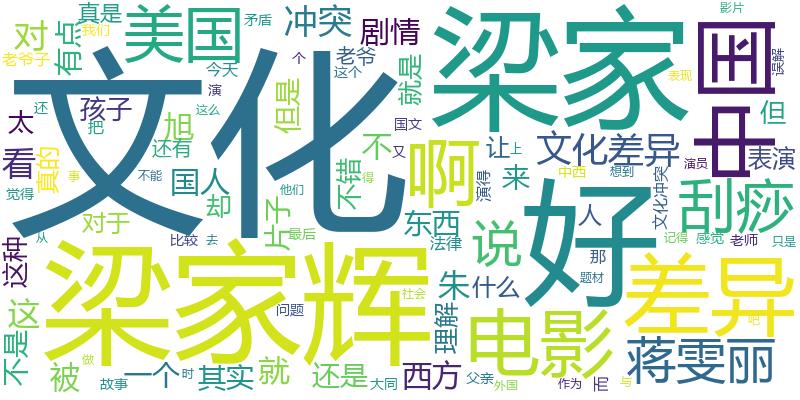 真是
矛盾
冲突
剧情
影片
对
有点
我们
美国
梁家
中国
误解
老爷子
今天
个
老爷
这个
就是
表现
文化
演
但是
还
孩子
这么
太
把
旭
国文
不
但
看
还有
不错
又
啊
让
上
文化差异
表演
真的
事
不能
国人
他们
得
演得
来
中西
想到
演员
觉得
却
片子
好
人
文化冲突
刮痧
对于
东西
从
比较
去
最后
法律
说
那
记得
感觉
老师
只是
这种
梁家辉
朱
什么
题材
差异
这
问题
社会
理解
电影
吧
不是
被
做
故事
一个
时
其实
就
还是
大同
西方
父亲
外国
作为
而
与
蒋雯丽